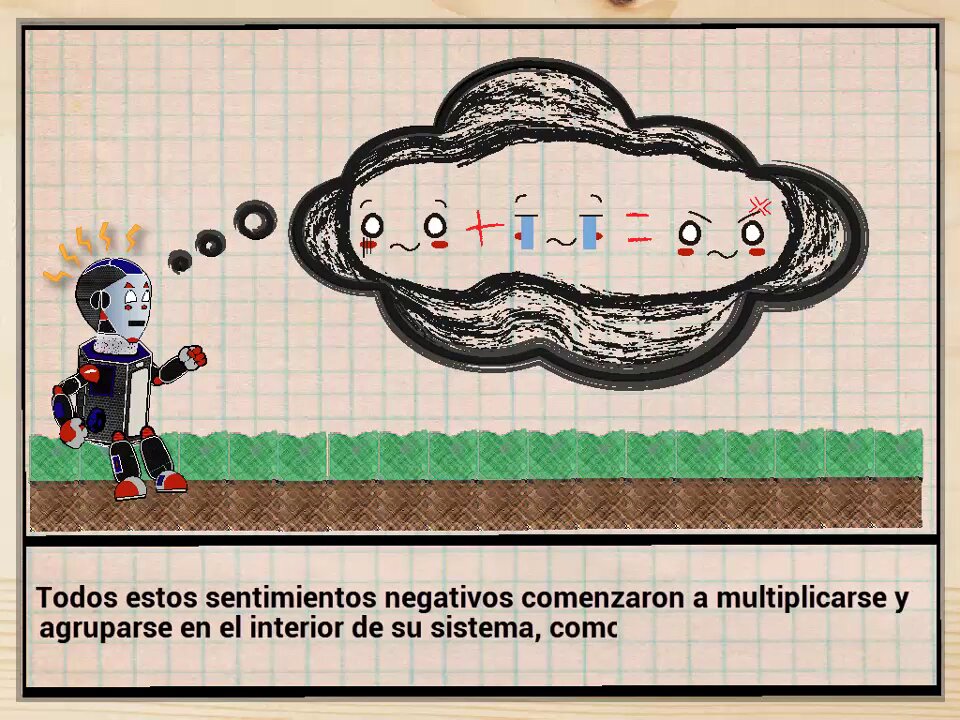 Todos estos sentimientos negativos comenzaron a multiplicarse y
agruparse en el interior de su sistema, como